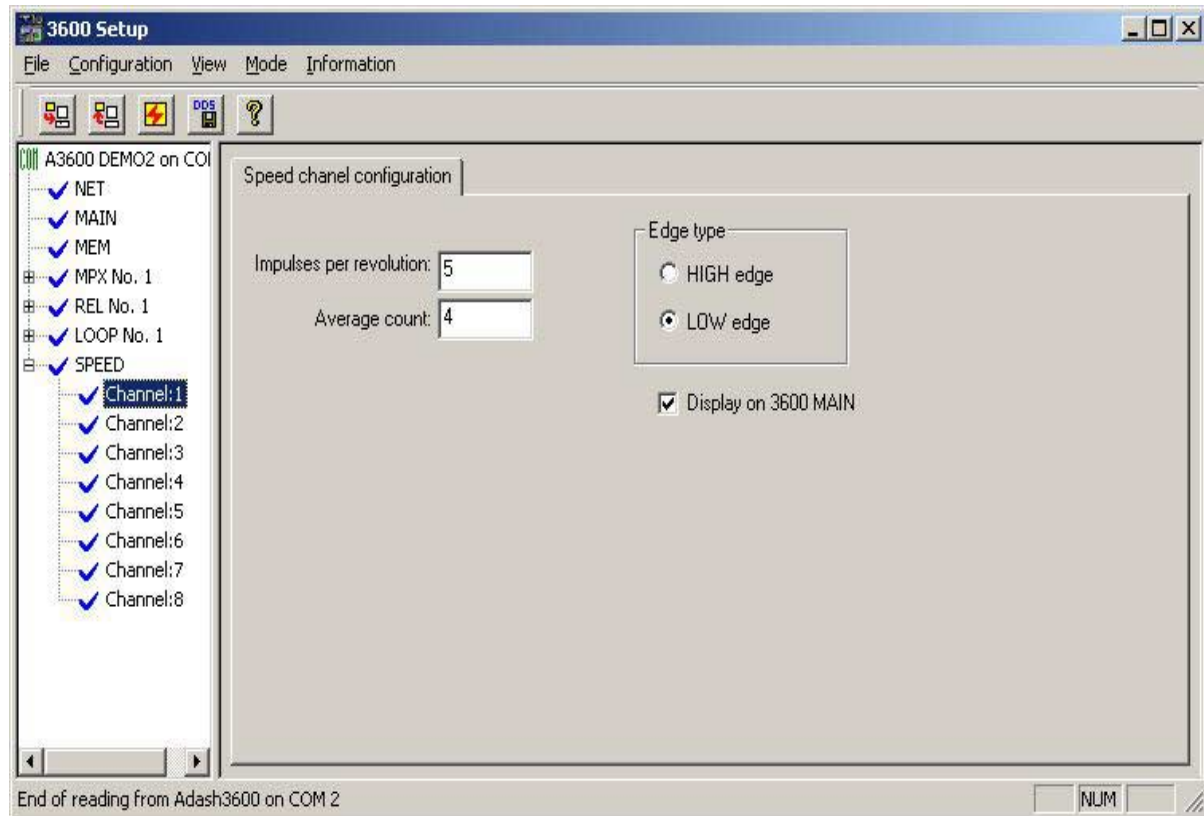 3600 Setup
File Configuration View Mode Information
DDS
?
COM A3600 DEMO2 on COM
NET
MAIN
MEM
MPX No. 1
REL No. 1
LOOP No. 1
SPEED
Channel:1
Channel:2
Channel:3
Channel:4
Channel:5
Channel:6
Channel:7
Channel:8
Speed chanel configuration
Impulses per revolution: 5
Average count: 4
Edge type
HIGH edge
LOW edge
Display on 3600 MAIN
End of reading from Adash3600 on COM 2
NUM